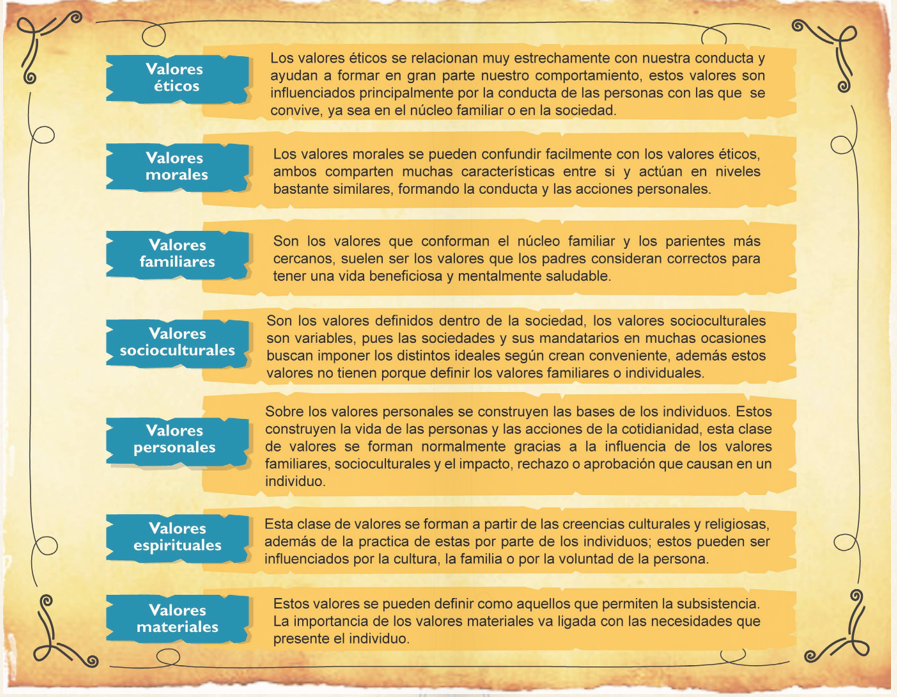 Valores
éticos
Los valores éticos se relacionan muy estrechamente con nuestra conducta y
ayudan a formar en gran parte nuestro comportamiento, estos valores son
influenciados principalmente por la conducta de las personas con las que se
convive, ya sea en el núcleo familiar o en la sociedad.
Valores
morales
Los valores morales se pueden confundir facilmente con los valores éticos,
ambos comparten muchas características entre si y actúan en niveles
bastante similares, formando la conducta y las acciones personales.
Valores
familiares
Son los valores que conforman el núcleo familiar y los parientes más
cercanos, suelen ser los valores que los padres consideran correctos para
tener una vida beneficiosa y mentalmente saludable.
Valores
socioculturales
Son los valores definidos dentro de la sociedad, los valores socioculturales
son variables, pues las sociedades y sus mandatarios en muchas ocasiones
buscan imponer los distintos ideales según crean conveniente, además estos
valores no tienen porque definir los valores familiares o individuales.
Valores
personales
Sobre los valores personales se construyen las bases de los individuos. Estos
construyen la vida de las personas y las acciones de la cotidianidad, esta clase
de valores se forman normalmente gracias a la influencia de los valores
familiares, socioculturales y el impacto, rechazo o aprobación que causan en un
individuo.
Valores
espirituales
Esta clase de valores se forman a partir de las creencias culturales y religiosas,
además de la practica de estas por parte de los individuos; estos pueden ser
influenciados por la cultura, la familia o por la voluntad de la persona.
Valores
materiales
Estos valores se pueden definir como aquellos que permiten la subsistencia.
La importancia de los valores materiales va ligada con las necesidades que
presente el individuo.